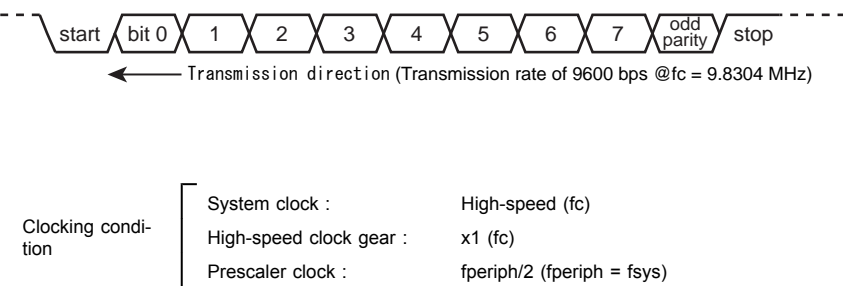 start bit 0 1 2 3 4 5 6 7 odd parity stop
Transmission direction (Transmission rate of 9600 bps @fc = 9.8304 MHz)
Clocking condi-
tion
System clock : High-speed (fc)
High-speed clock gear : x1 (fc)
Prescaler clock : fperiph/2 (fperiph = fsys)